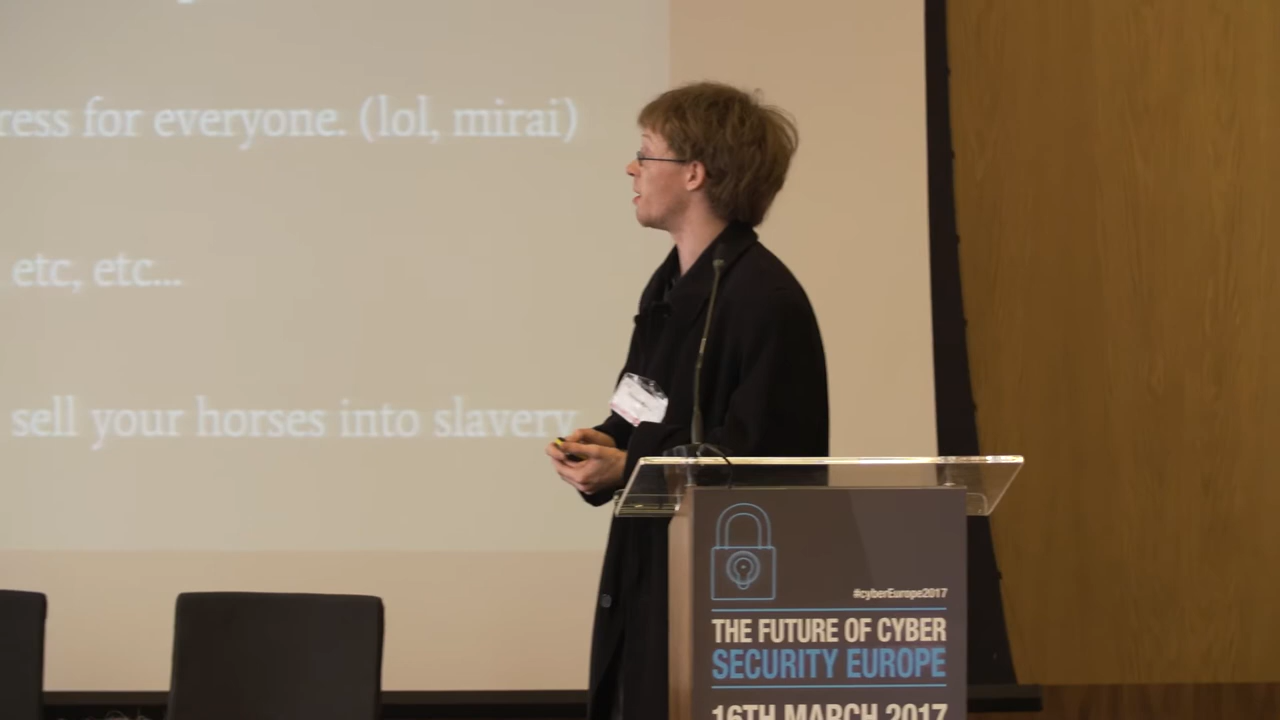 ress for everyone. (lol, mirai)
etc, etc...
sell your horses into slavery
#cyberEurope2017
THE FUTURE OF CYBER
SECURITY EUROPE
16TH MARCH 2017